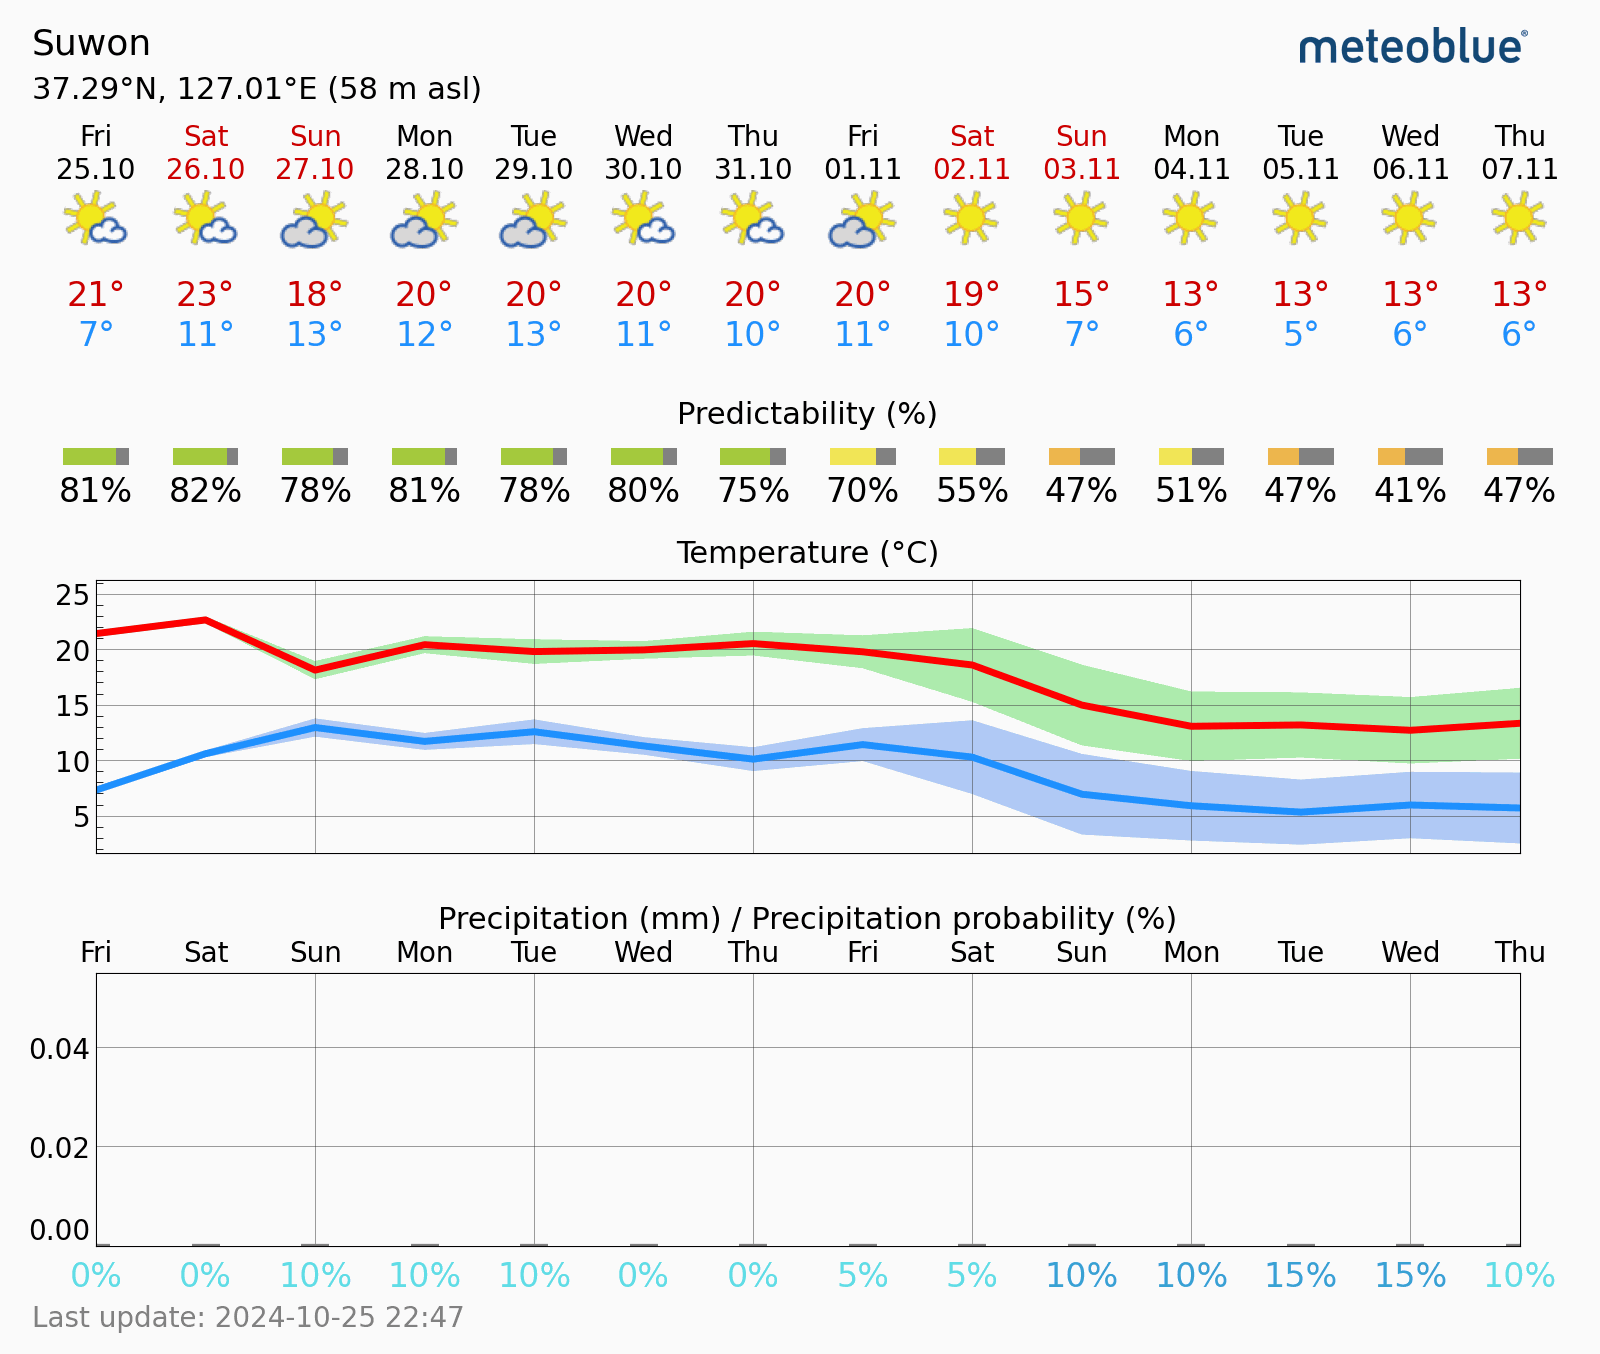 Suwon
meteoblue®
37.29°N, 127.01°E (58 m asl)
Fri Sat Sun Mon Tue Wed Thu Fri Sat Sun Mon Tue Wed Thu
25.10 26.10 27.10 28.10 29.10 30.10 31.10 01.11 02.11 03.11 04.11 05.11 06.11 07.11
21° 23° 18° 20° 20° 20° 20° 20° 19° 15° 13° 13° 13° 13°
7° 11° 13° 12° 13° 11° 10° 11° 10° 7° 6° 5° 6° 6°
Predictability (%)
81% 82% 78% 81% 78% 80% 75% 70% 55% 47% 51% 47% 41% 47%
Temperature (°C)
25
20
15
10
5
Precipitation (mm) / Precipitation probability (%)
Fri Sat Sun Mon Tue Wed Thu Fri Sat Sun Mon Tue Wed Thu
0.04
0.02
0.00
0% 0% 10% 10% 10% 0% 0% 5% 5% 10% 10% 15% 15% 10%
Last update: 2024-10-25 22:47